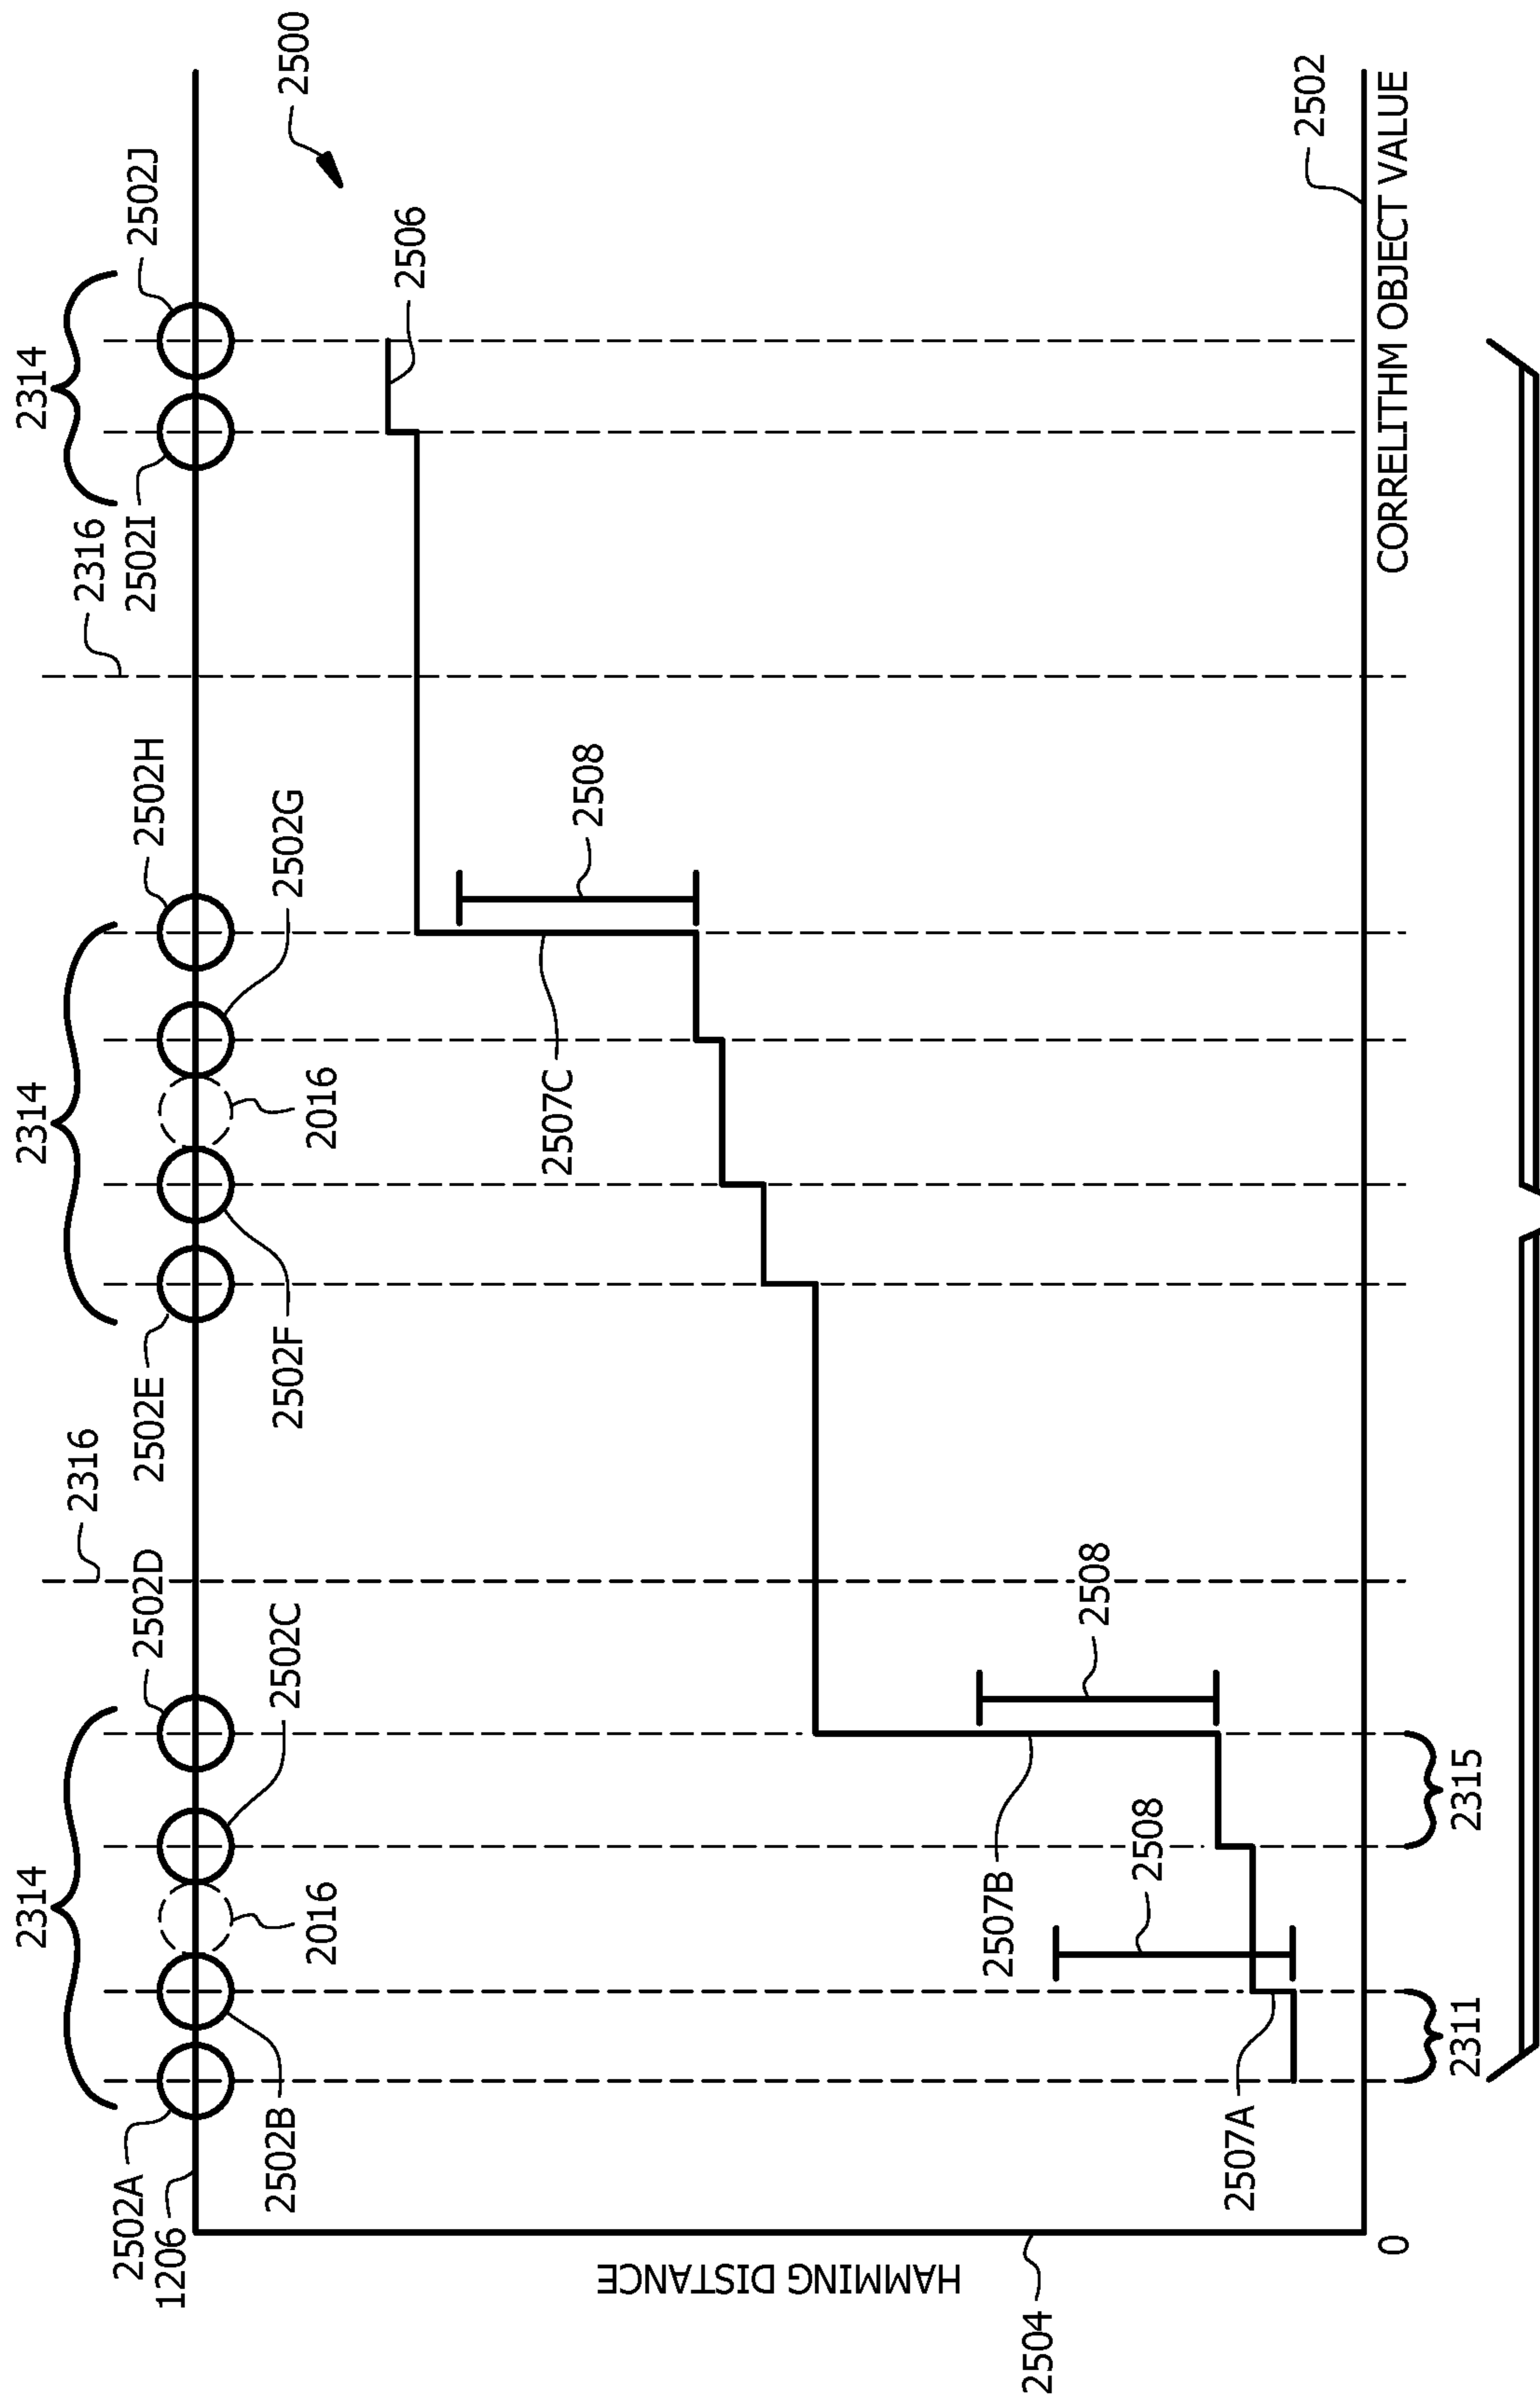 2314
2314
2314
2316
2316
2502A
1206
2502B
2016
2502C
2502D
2502E
2502F
2016
2502G
2502H
2502I
2502J
2500
2506
2508
2507C
2508
2507B
2508
2507A
HAMMING DISTANCE
2504
0
2502
CORRELITHM OBJECT VALUE
2311
2315